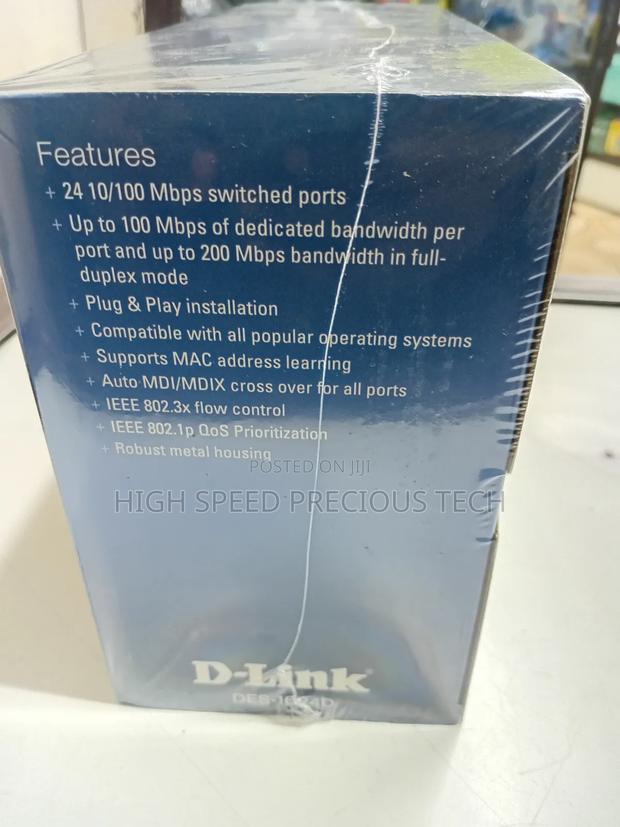 Features
+ 24 10/100 Mbps switched ports
+ Up to 100 Mbps of dedicated bandwidth per
port and up to 200 Mbps bandwidth in full-
duplex mode
+ Plug & Play installation
+ Compatible with all popular operating systems
+ Supports MAC address learning
+ Auto MDI/MDIX cross over for all ports
+ IEEE 802.3x flow control
+ IEEE 802.1p QoS Prioritization
+ Robust metal housing
POSTED ON JIJI
HIGH SPEED PRECIOUS TECH
D-Link
DES-1024D